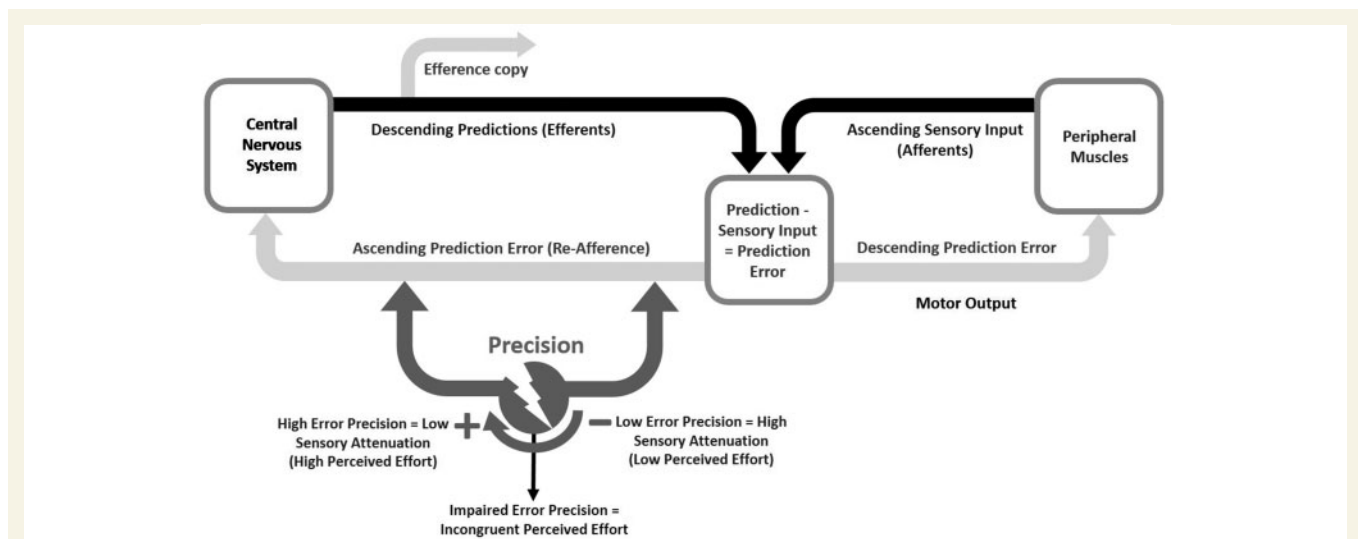 Efference copy
Central
Nervous
System
Descending Predictions (Efferents)
Ascending Sensory Input
(Afferents)
Peripheral
Muscles
Prediction -
Sensory Input
= Prediction
Error
Ascending Prediction Error (Re-Afference)
Descending Prediction Error
Motor Output
Precision
High Error Precision = Low
Sensory Attenuation
(High Perceived Effort)
+
−
Low Error Precision = High
Sensory Attenuation
(Low Perceived Effort)
Impaired Error Precision =
Incongruent Perceived Effort